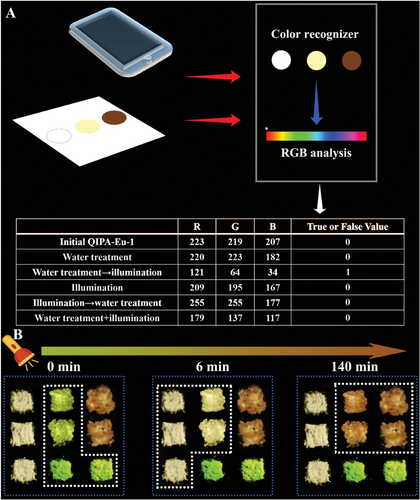 A
Color recognizer
RGB analysis
R G B True or False Value
Initial QIPA-Eu-1 223 219 207 0
Water treatment 220 223 182 0
Water treatment→illumination 121 64 34 1
Illumination 209 195 167 0
Illumination→water treatment 255 255 177 0
Water treatment+illumination 179 137 117 0
B
0 min 6 min 140 min